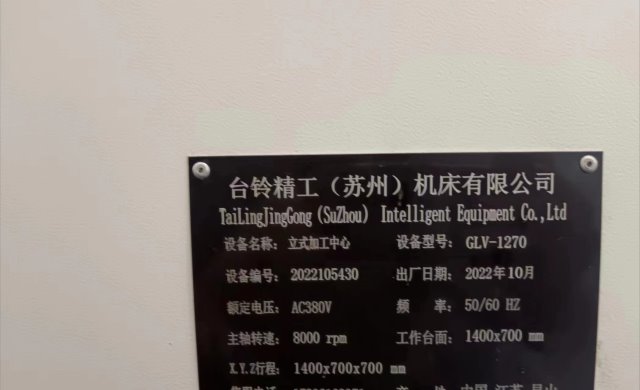 台铃精工（苏州）机床有限公司
TaiLingJingGong (SuZhou) Intelligent Equipment Co.,Ltd
设备名称：立式加工中心 设备型号：GLV-1270
设备编号：2022105430 出厂日期：2022年10月
额定电压：AC380V 频 率：50/60 HZ
主轴转速：8000 rpm 工作台面：1400x700 mm
X.Y.Z行程：1400x700x700 mm